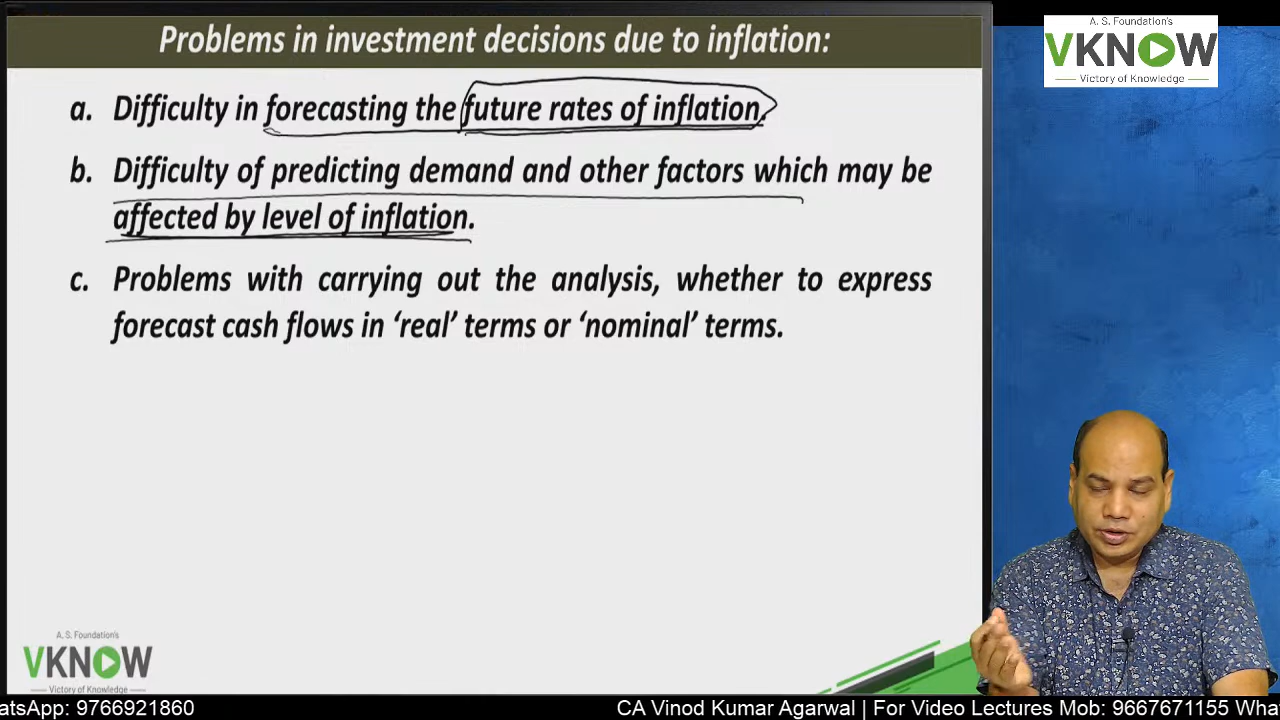 Problems in investment decisions due to inflation:
A. S. Foundation's
VKNOW
Victory of Knowledge
a. Difficulty in forecasting the future rates of inflation,
b. Difficulty of predicting demand and other factors which may be
affected by level of inflation.
c. Problems with carrying out the analysis, whether to express
forecast cash flows in ‘real’ terms or ‘nominal’ terms.
A. S. Foundation's
VKNOW
Victory of Knowledge
atsApp: 9766921860
CA Vinod Kumar Agarwal | For Video Lectures Mob: 9667671155 Wha